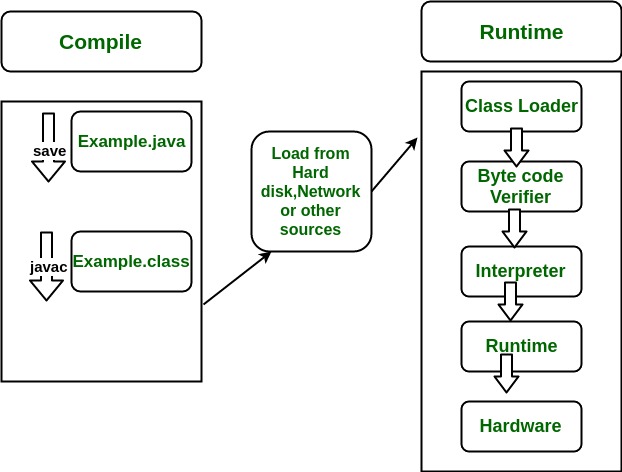 Compile
save
Example.java
javac
Example.class
Load from
Hard
disk,Network
or other
sources
Runtime
Class Loader
Byte code
Verifier
Interpreter
Runtime
Hardware